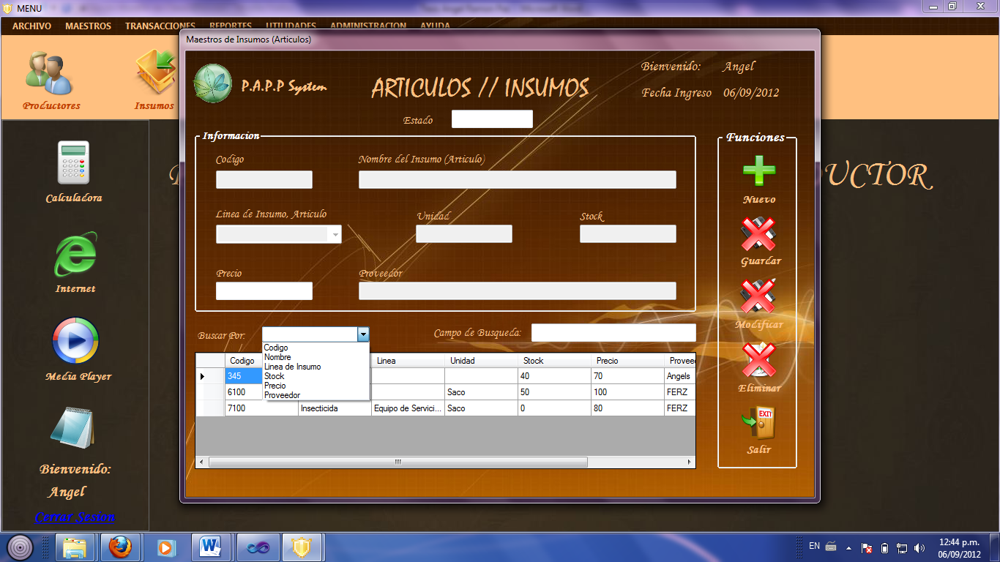 MENU
ARCHIVO MAESTROS TRANSACCIONES REPORTES UTILIDADES ADMINISTRACION AYUDA
Productores
Insumos
Calculadora
Internet
Media Player
Bienvenido:
Angel
Cerrar Sesion
UCTOR
Maestros de Insumos (Articulos)
P.A.P.P System
ARTICULOS // INSUMOS
Bienvenido: Angel
Fecha Ingreso 06/09/2012
Estado
Informacion
Codigo Nombre del Insumo (Articulo)
Linea de Insumo, Articulo Unidad Stock
Precio Proveedor
Funciones
Nuevo
Guardar
Modificar
Eliminar
EXIT
Salir
Buscar Por: Campo de Busqueda:
Codigo
Nombre
Linea de Insumo
Stock
Precio
Proveedor
Codigo Linea Unidad Stock Precio Provee
345 40 70 Angels
6100 Saco 50 100 FERZ
7100 Insecticida Equipo de Servici... Saco 0 80 FERZ
EN 12:44 p.m.
06/09/2012